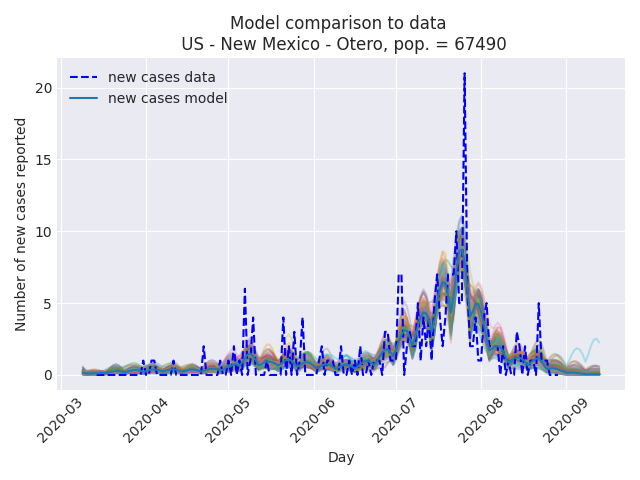 Model comparison to data
US - New Mexico - Otero, pop. = 67490
new cases data
new cases model
Number of new cases reported
20
15
10
5
0
2020-03
2020-04
2020-05
2020-06
2020-07
2020-08
2020-09
Day